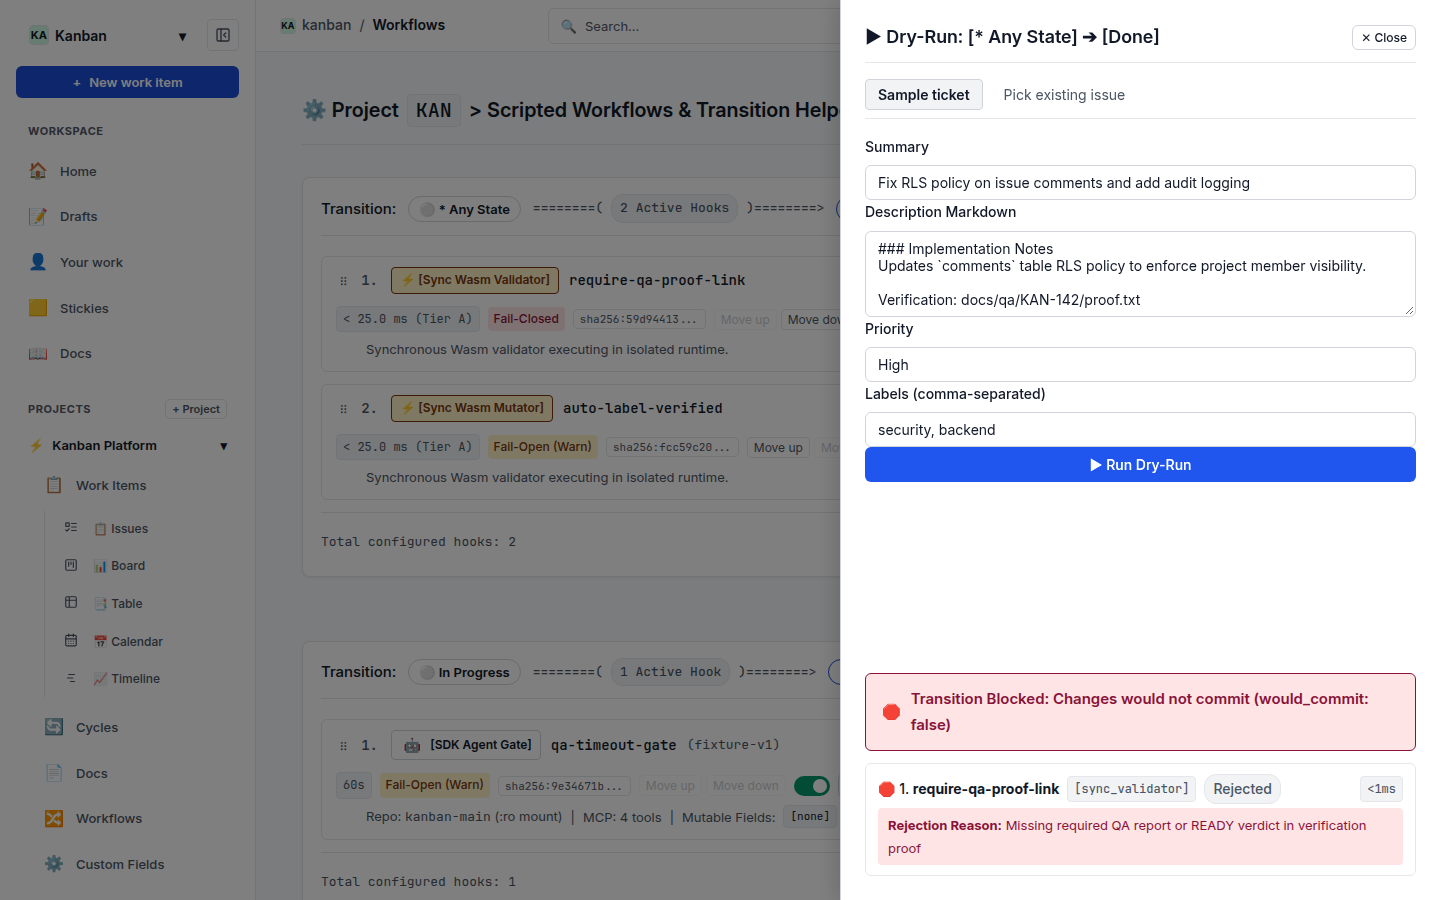 KA Kanban ▾
+ New work item
WORKSPACE
Home
Drafts
Your work
Stickies
Docs
PROJECTS + Project
Kanban Platform ▾
Work Items
Issues
Board
Table
Calendar
Timeline
Cycles
Docs
Workflows
Custom Fields
KA kanban / Workflows
Search...
Project KAN > Scripted Workflows & Transition Help
Transition: * Any State ========( 2 Active Hooks )========>
1. [Sync Wasm Validator] require-qa-proof-link
< 25.0 ms (Tier A) Fail-Closed sha256:59d94413... Move up Move dow
Synchronous Wasm validator executing in isolated runtime.
2. [Sync Wasm Mutator] auto-label-verified
< 25.0 ms (Tier A) Fail-Open (Warn) sha256:fcc59c20... Move up Mo
Synchronous Wasm validator executing in isolated runtime.
Total configured hooks: 2
Transition: In Progress ========( 1 Active Hook )========>
1. [SDK Agent Gate] qa-timeout-gate (fixture-v1)
60s Fail-Open (Warn) sha256:9e34671b... Move up Move down
Repo: kanban-main (:ro mount) | MCP: 4 tools | Mutable Fields: [none]
Total configured hooks: 1
▶ Dry-Run: [* Any State] ➔ [Done]
✕ Close
Sample ticket Pick existing issue
Summary
Fix RLS policy on issue comments and add audit logging
Description Markdown
### Implementation Notes
Updates `comments` table RLS policy to enforce project member visibility.
Verification: docs/qa/KAN-142/proof.txt
Priority
High
Labels (comma-separated)
security, backend
▶ Run Dry-Run
Transition Blocked: Changes would not commit (would_commit:
false)
1. require-qa-proof-link [sync_validator] Rejected <1ms
Rejection Reason: Missing required QA report or READY verdict in verification
proof